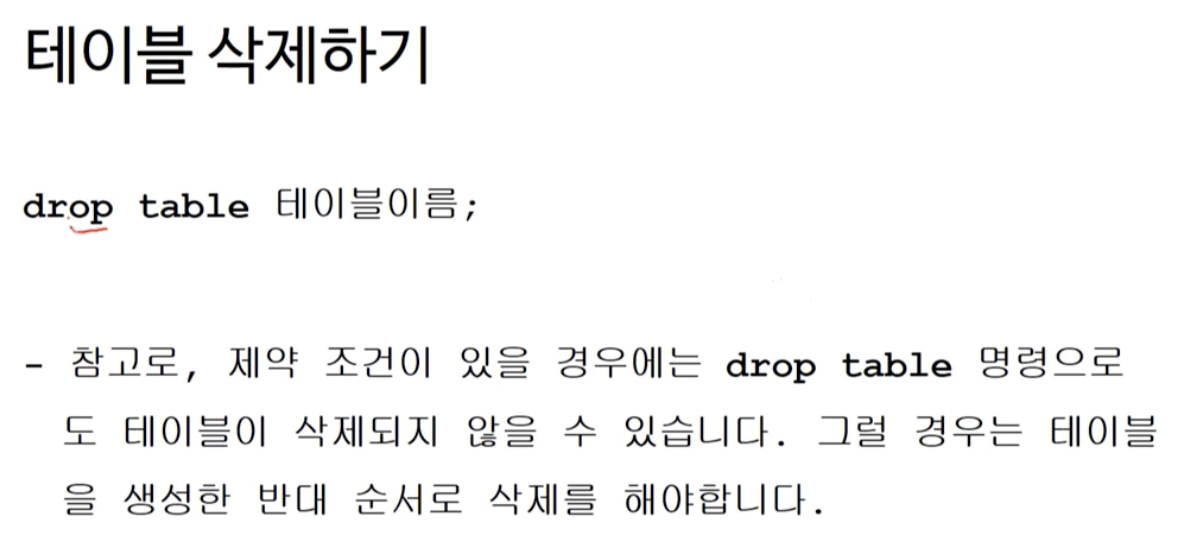 테이블 삭제하기
drop table 테이블이름;
- 참고로, 제약 조건이 있을 경우에는 drop table 명령으로
도 테이블이 삭제되지 않을 수 있습니다. 그럴 경우는 테이블
을 생성한 반대 순서로 삭제를 해야합니다.